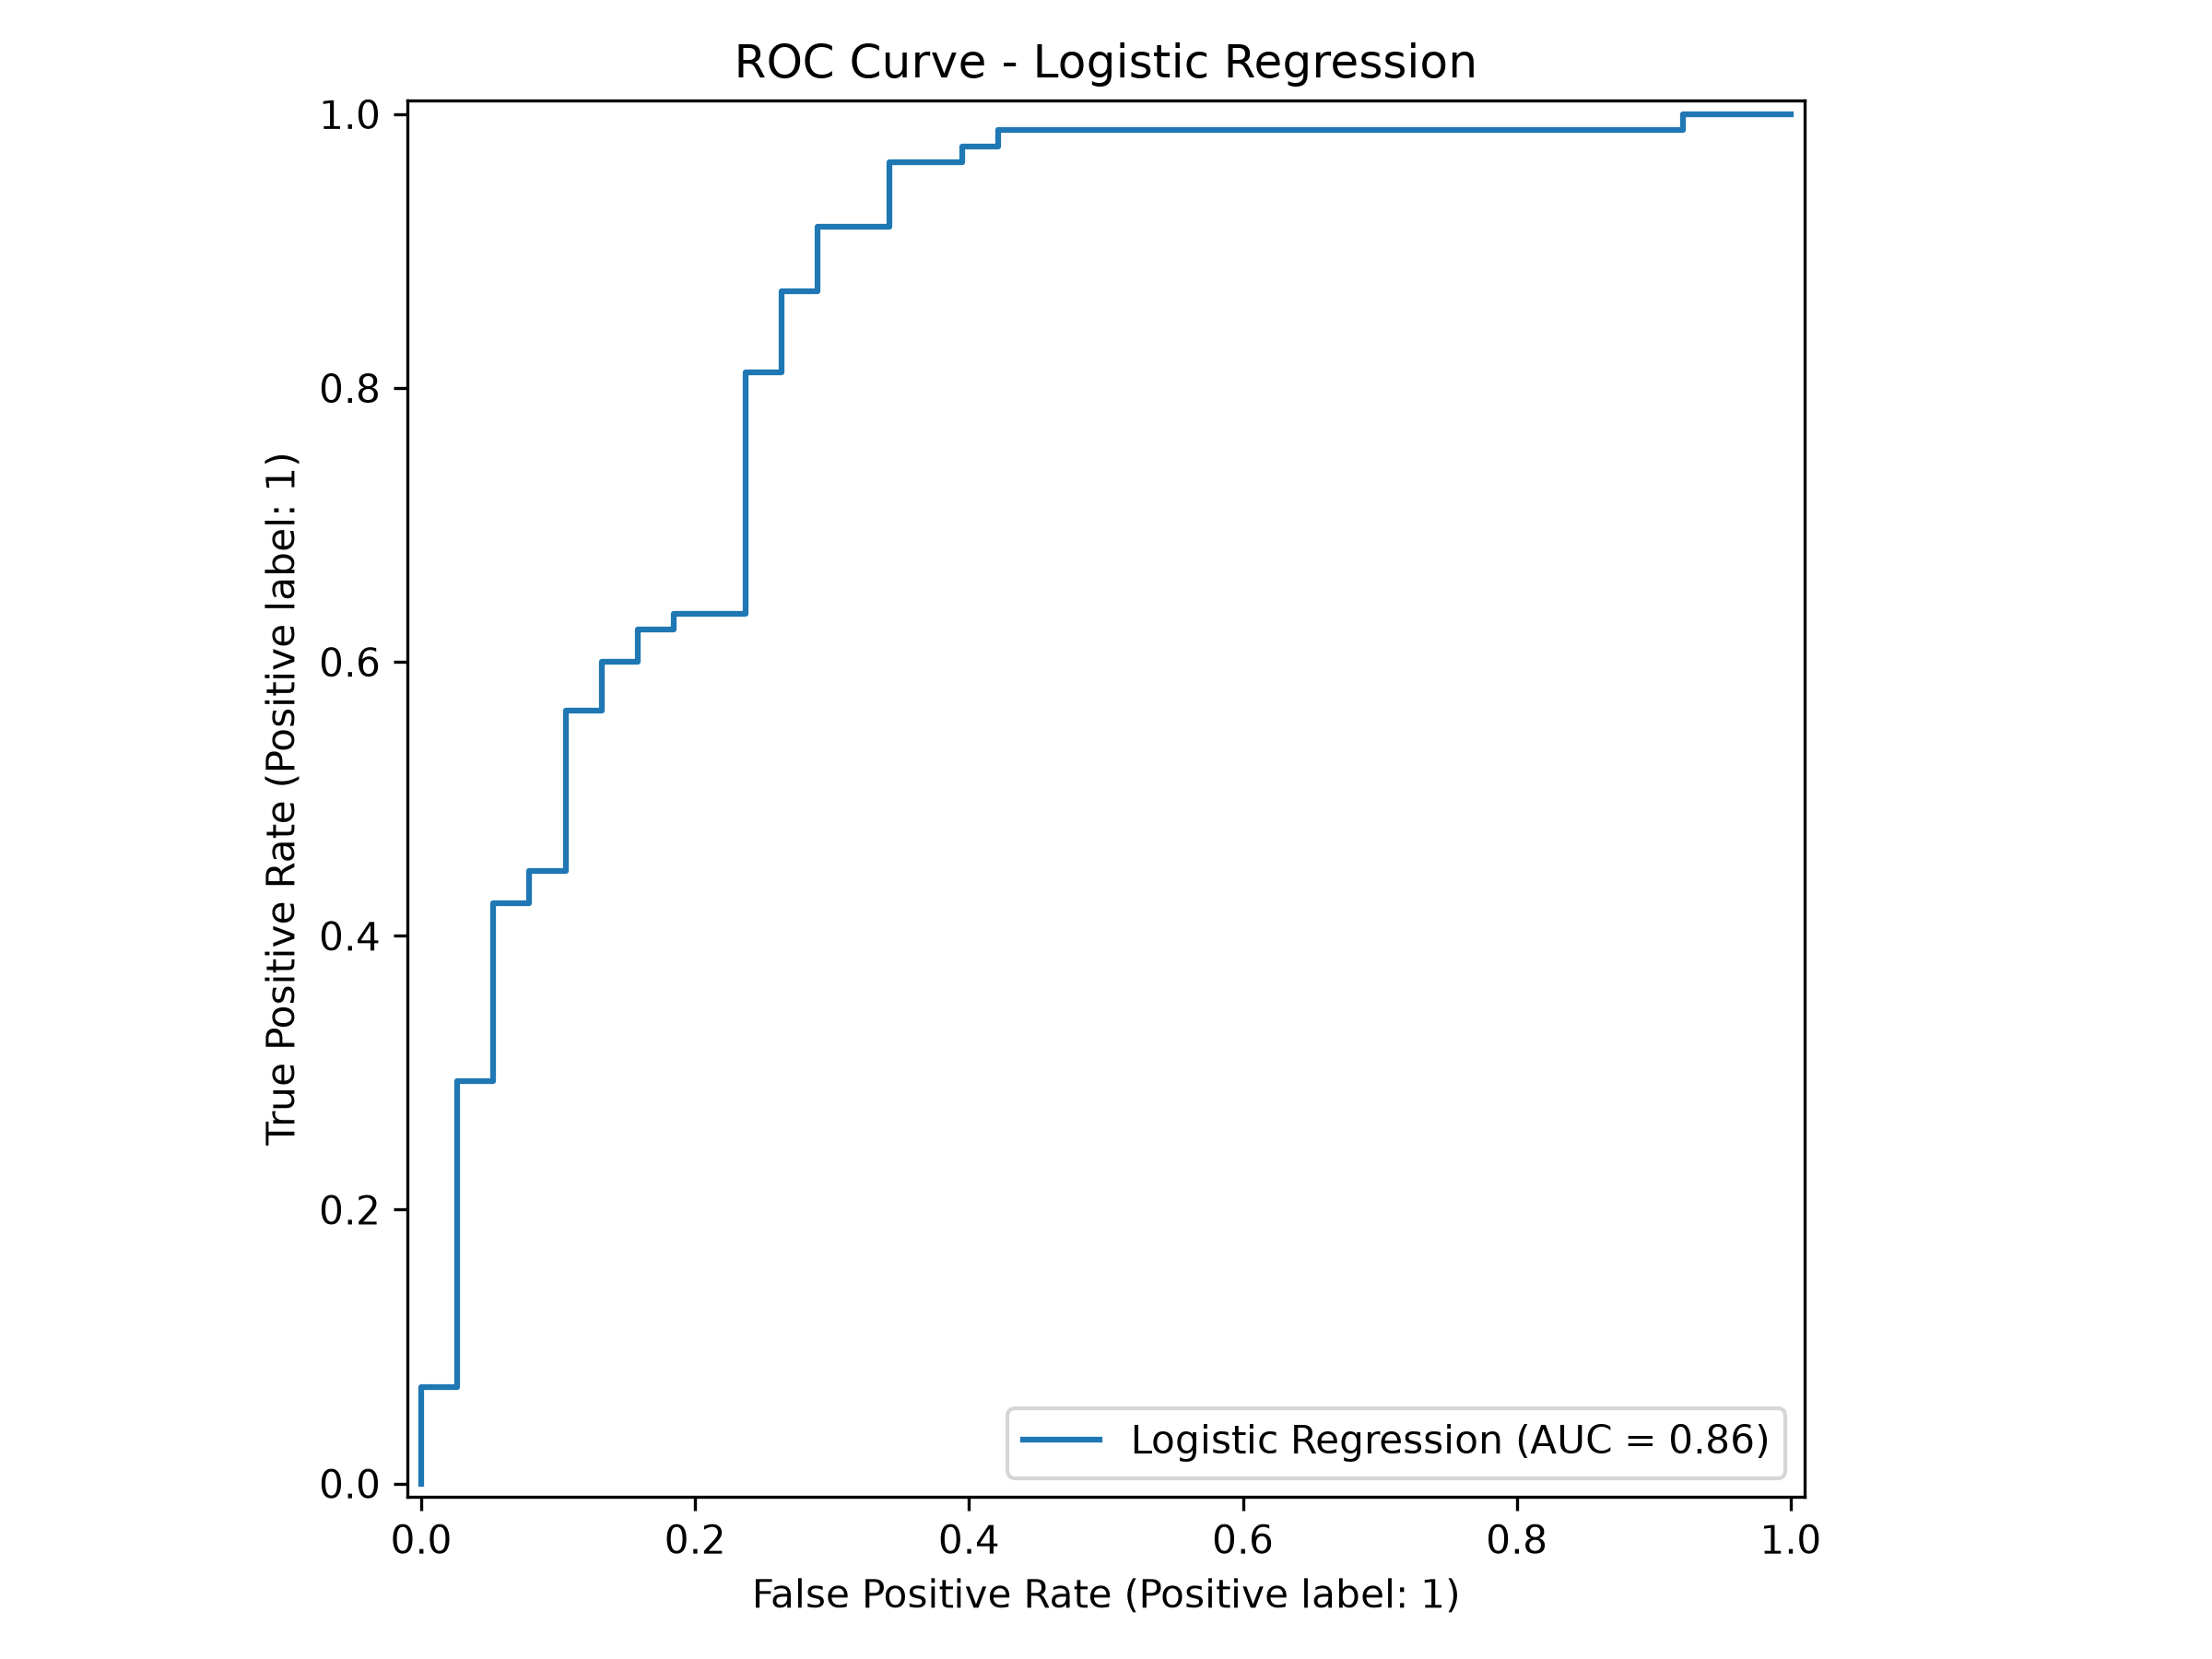 ROC Curve - Logistic Regression
1.0
0.8
0.6
0.4
0.2
0.0
True Positive Rate (Positive label: 1)
Logistic Regression (AUC = 0.86)
0.0 0.2 0.4 0.6 0.8 1.0
False Positive Rate (Positive label: 1)